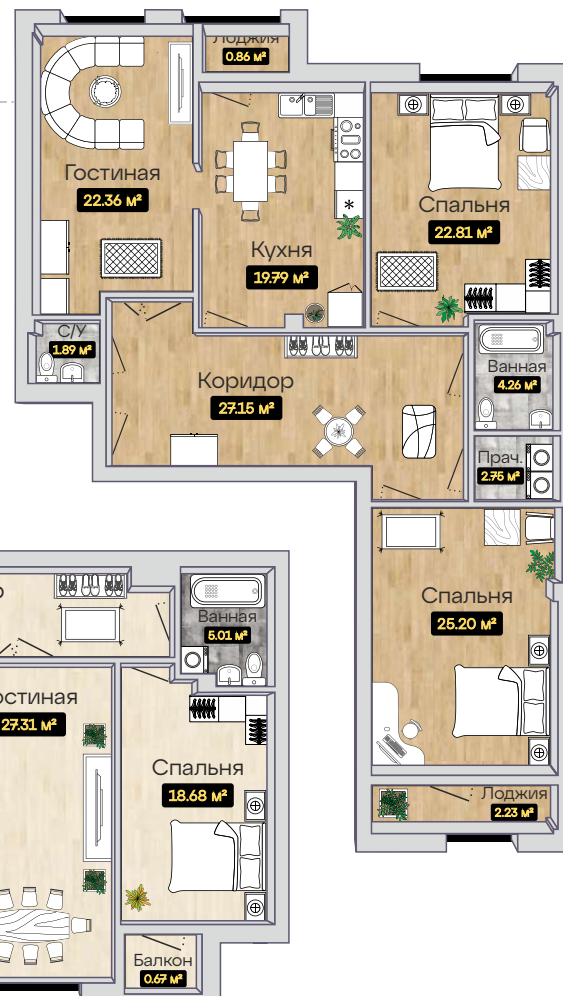 Лоджия
0.86 м²
Гостиная
22.36 м²
Спальня
22.81 м²
Кухня
19.79 м²
С/У
1.89 м²
Коридор
27.15 м²
Ванная
4.26 м²
Прач.
2.75 м²
Спальня
25.20 м²
Ванная
5.01 м²
остиная
27.31 м²
Спальня
18.68 м²
Лоджия
2.23 м²
Балкон
0.67 м²